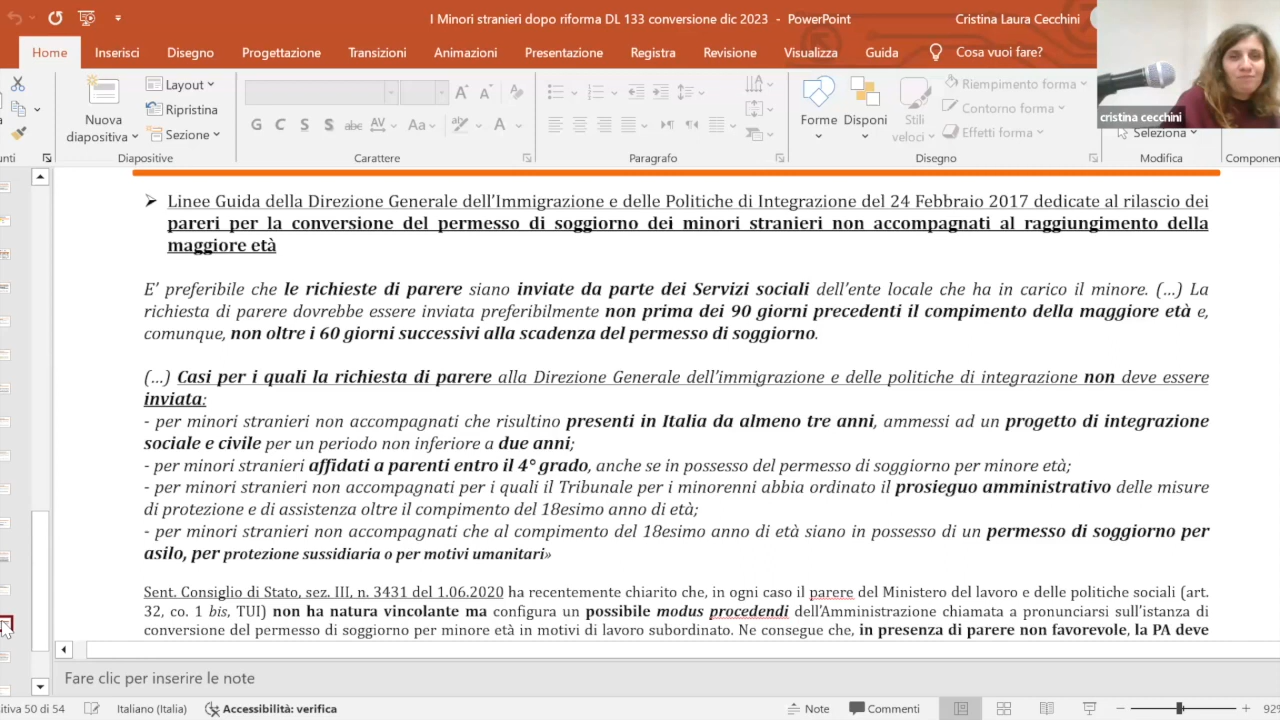 I Minori stranieri dopo riforma DL 133 conversione dic 2023 - PowerPoint
Cristina Laura Cecchini
Home Inserisci Disegno Progettazione Transizioni Animazioni Presentazione Registra Revisione Visualizza Guida Cosa vuoi fare?
Layout
Ripristina
Sezione
Nuova
diapositiva
G C S S abc AV Aa A
Forme Disponi Stili
veloci
Riempimento forma
Contorno forma
Effetti forma
cristina cecchini
Seleziona
unti Diapositive Carattere Paragrafo Disegno Modifica Componen
➢ Linee Guida della Direzione Generale dell’Immigrazione e delle Politiche di Integrazione del 24 Febbraio 2017 dedicate al rilascio dei
pareri per la conversione del permesso di soggiorno dei minori stranieri non accompagnati al raggiungimento della
maggiore età
E’ preferibile che le richieste di parere siano inviate da parte dei Servizi sociali dell’ente locale che ha in carico il minore. (…) La
richiesta di parere dovrebbe essere inviata preferibilmente non prima dei 90 giorni precedenti il compimento della maggiore età e,
comunque, non oltre i 60 giorni successivi alla scadenza del permesso di soggiorno.
(…) Casi per i quali la richiesta di parere alla Direzione Generale dell’immigrazione e delle politiche di integrazione non deve essere
inviata:
- per minori stranieri non accompagnati che risultino presenti in Italia da almeno tre anni, ammessi ad un progetto di integrazione
sociale e civile per un periodo non inferiore a due anni;
- per minori stranieri affidati a parenti entro il 4° grado, anche se in possesso del permesso di soggiorno per minore età;
- per minori stranieri non accompagnati per i quali il Tribunale per i minorenni abbia ordinato il prosieguo amministrativo delle misure
di protezione e di assistenza oltre il compimento del 18esimo anno di età;
- per minori stranieri non accompagnati che al compimento del 18esimo anno di età siano in possesso di un permesso di soggiorno per
asilo, per protezione sussidiaria o per motivi umanitari»
Sent. Consiglio di Stato, sez. III, n. 3431 del 1.06.2020 ha recentemente chiarito che, in ogni caso il parere del Ministero del lavoro e delle politiche sociali (art.
32, co. 1 bis, TUI) non ha natura vincolante ma configura un possibile modus procedendi dell’Amministrazione chiamata a pronunciarsi sull’istanza di
conversione del permesso di soggiorno per minore età in motivi di lavoro subordinato. Ne consegue che, in presenza di parere non favorevole, la PA deve
Fare clic per inserire le note
sitiva 50 di 54 Italiano (Italia) Accessibilità: verifica Note Commenti 92%